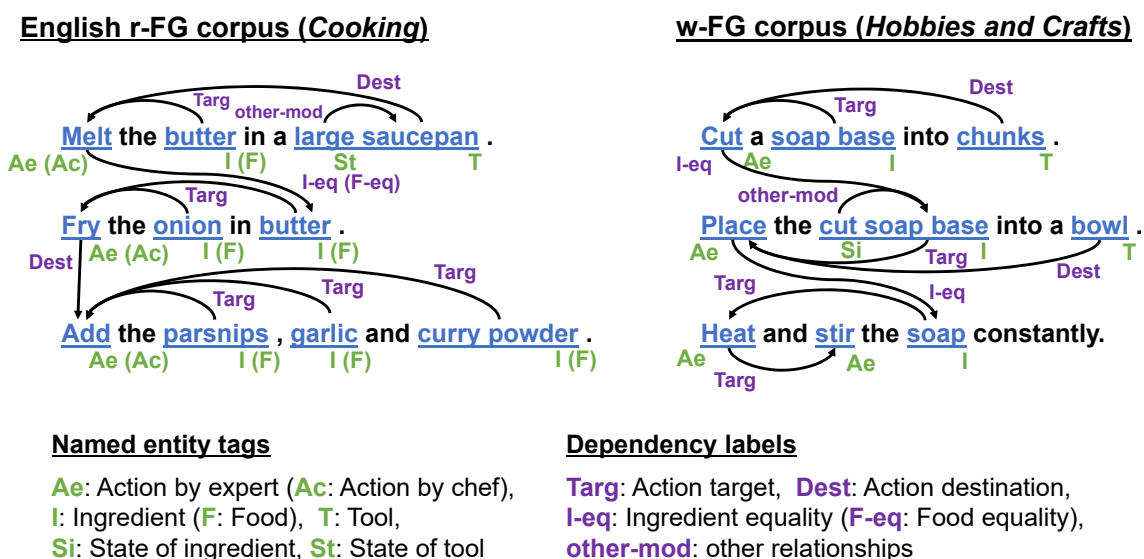 English r-FG corpus (Cooking)
Dest
Targ
other-mod
Melt the butter in a large saucepan .
Ae (Ac) I (F) St T
I-eq (F-eq)
Targ
Fry the onion in butter .
Ae (Ac) I (F) I (F)
Dest
Targ
Targ
Targ
Add the parsnips , garlic and curry powder .
Ae (Ac) I (F) I (F) I (F)
w-FG corpus (Hobbies and Crafts)
Dest
Targ
Cut a soap base into chunks .
I-eq Ae I T
other-mod
Place the cut soap base into a bowl .
Ae Si Targ I T
Dest
Targ
I-eq
Heat and stir the soap constantly.
Ae Ae I
Targ
Named entity tags
Ae: Action by expert (Ac: Action by chef),
I: Ingredient (F: Food), T: Tool,
Si: State of ingredient, St: State of tool
Dependency labels
Targ: Action target, Dest: Action destination,
I-eq: Ingredient equality (F-eq: Food equality),
other-mod: other relationships